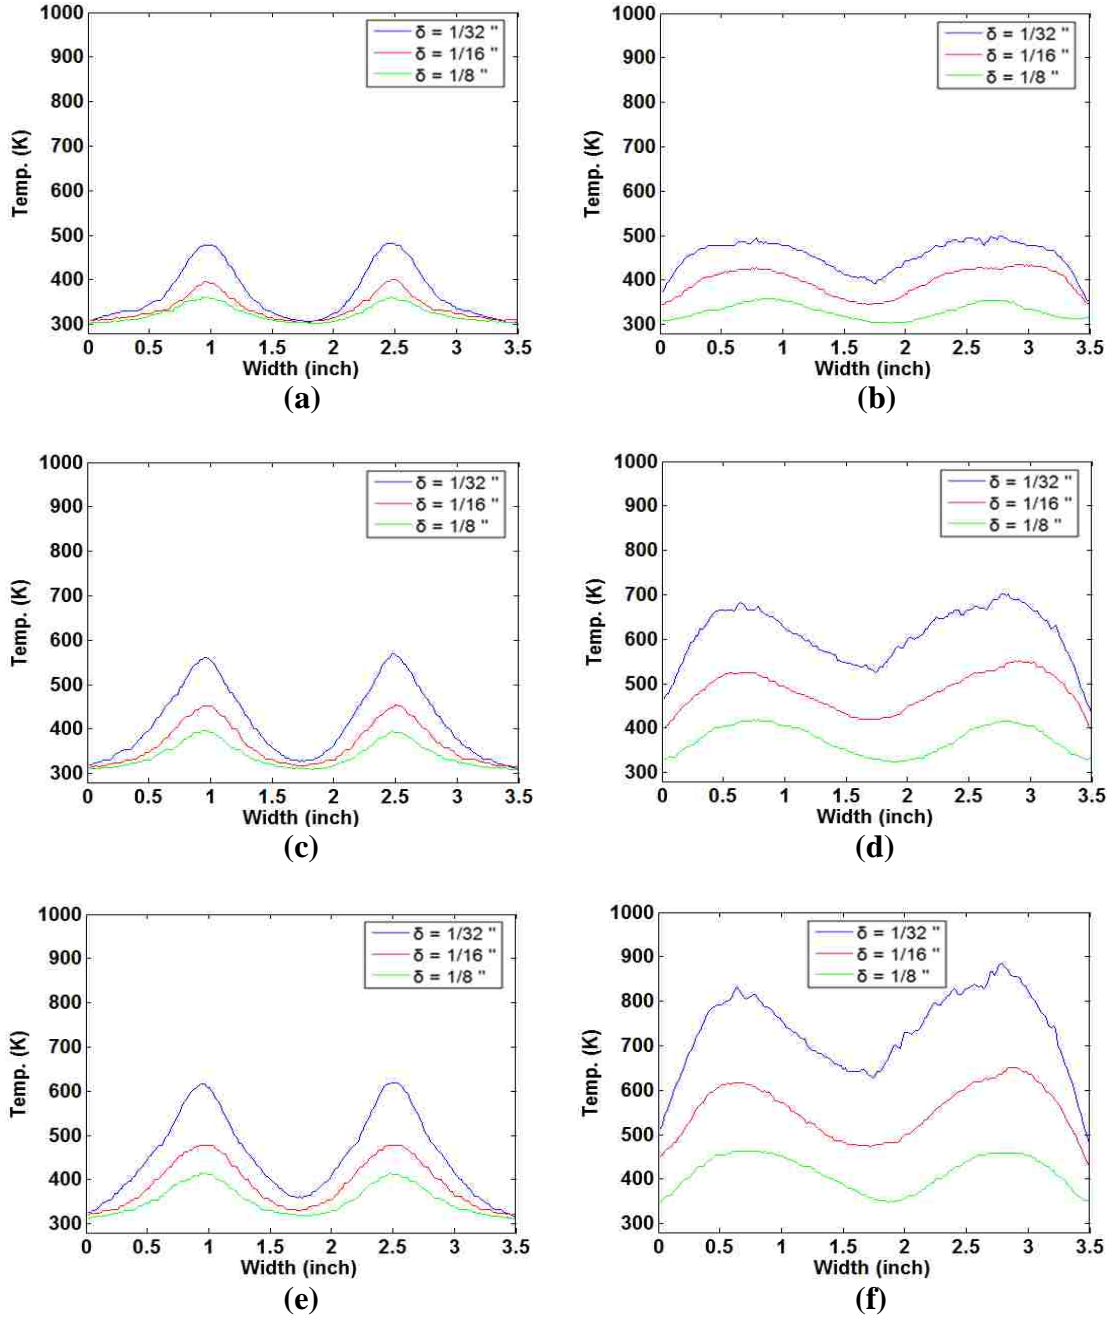 1000
900
800
700
600
500
400
300
Temp. (K)
δ = 1/32 "
δ = 1/16 "
δ = 1/8 "
0 0.5 1 1.5 2 2.5 3 3.5
Width (inch)
(a)
1000
900
800
700
600
500
400
300
Temp. (K)
δ = 1/32 "
δ = 1/16 "
δ = 1/8 "
0 0.5 1 1.5 2 2.5 3 3.5
Width (inch)
(b)
1000
900
800
700
600
500
400
300
Temp. (K)
δ = 1/32 "
δ = 1/16 "
δ = 1/8 "
0 0.5 1 1.5 2 2.5 3 3.5
Width (inch)
(c)
1000
900
800
700
600
500
400
300
Temp. (K)
δ = 1/32 "
δ = 1/16 "
δ = 1/8 "
0 0.5 1 1.5 2 2.5 3 3.5
Width (inch)
(d)
1000
900
800
700
600
500
400
300
Temp. (K)
δ = 1/32 "
δ = 1/16 "
δ = 1/8 "
0 0.5 1 1.5 2 2.5 3 3.5
Width (inch)
(e)
1000
900
800
700
600
500
400
300
Temp. (K)
δ = 1/32 "
δ = 1/16 "
δ = 1/8 "
0 0.5 1 1.5 2 2.5 3 3.5
Width (inch)
(f)